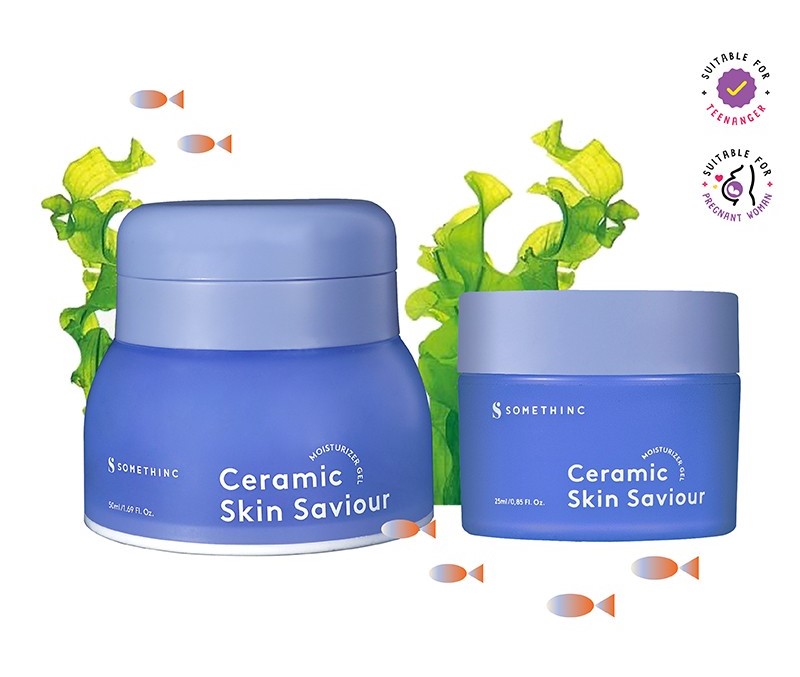 SUITABLE FOR
TEENANGER
SUITABLE FOR
PREGNANT WOMAN
SOMETHINC
MOISTURIZER GEL
Ceramic
Skin Saviour
50ml/1.69 Fl. Oz.
SOMETHINC
MOISTURIZER GEL
Ceramic
Skin Saviour
25ml/0,85 Fl. Oz.